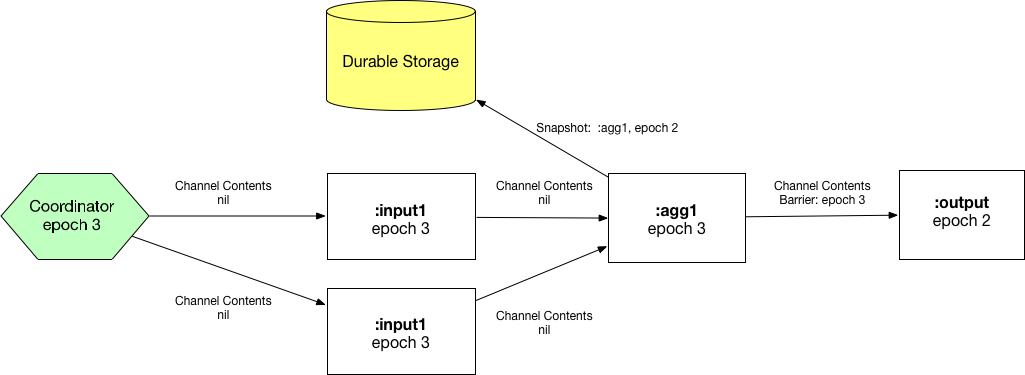 Durable Storage
Snapshot:  :agg1, epoch 2
Coordinator
epoch 3
Channel Contents
nil
:input1
epoch 3
Channel Contents
nil
:agg1
epoch 3
Channel Contents
Barrier: epoch 3
:output
epoch 2
Channel Contents
nil
:input1
epoch 3
Channel Contents
nil